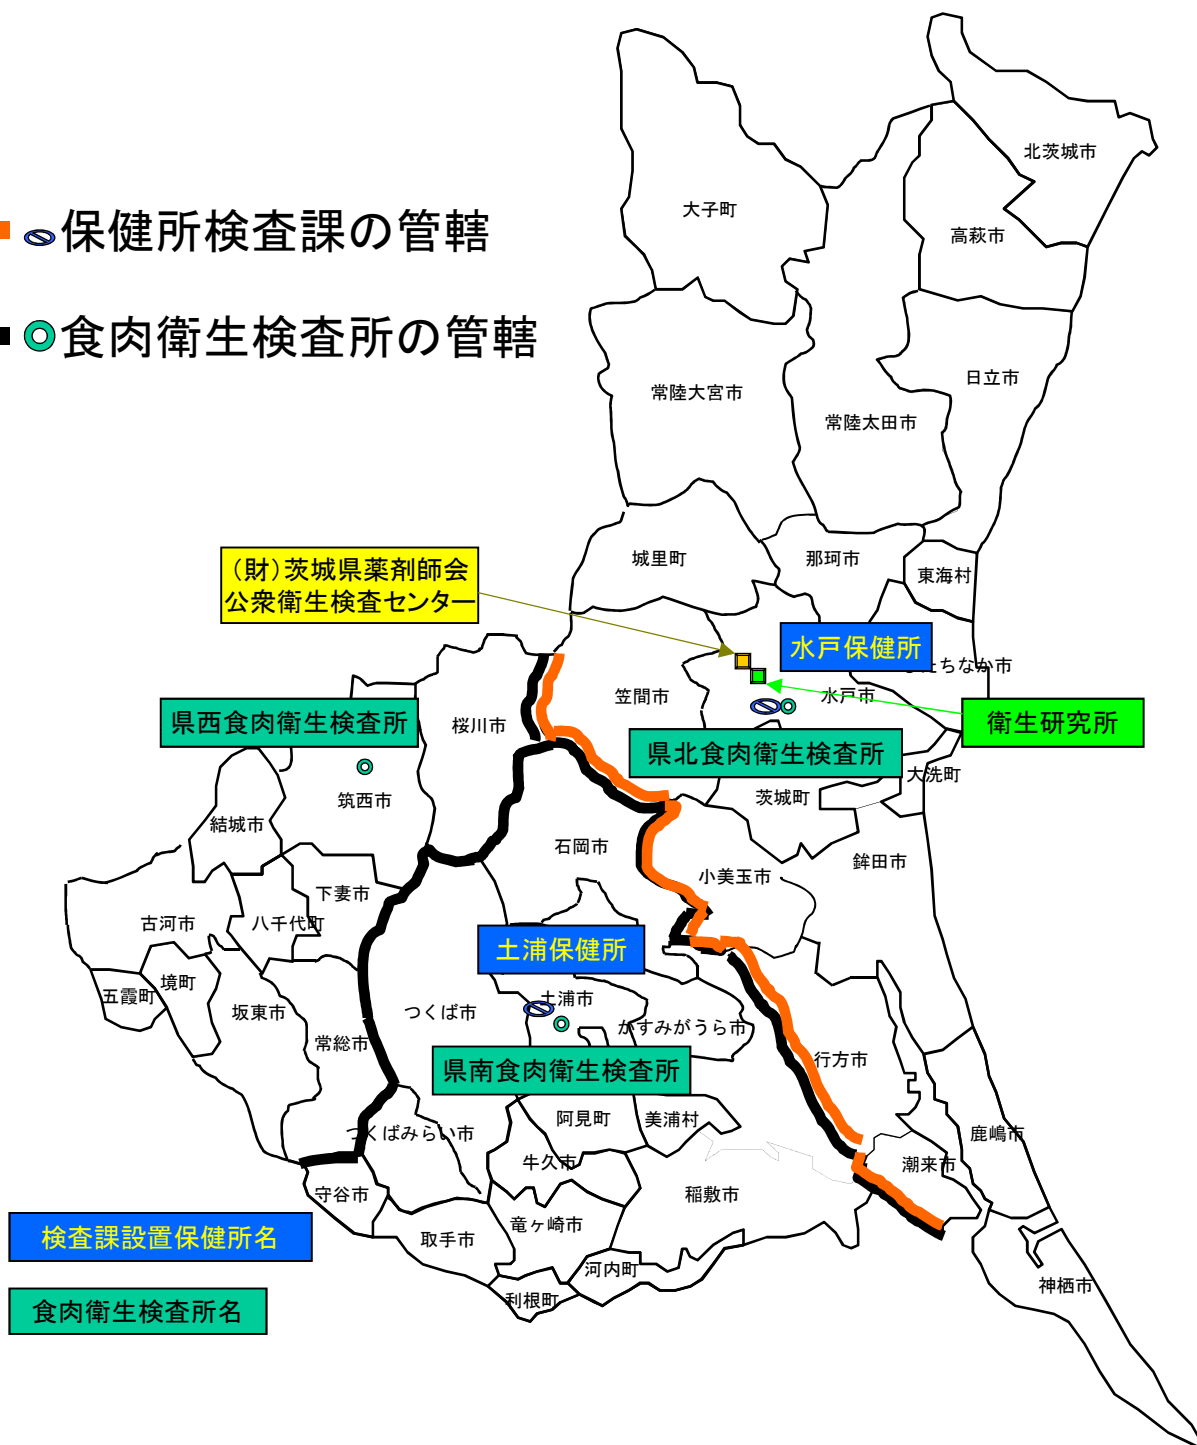 北茨城市
大子町
保健所検査課の管轄
高萩市
食肉衛生検査所の管轄
日立市
常陸大宮市
常陸太田市
城里町
那珂市
東海村
（財）茨城県薬剤師会
公衆衛生検査センター
水戸保健所
たちなか市
笠間市
水戸市
県西食肉衛生検査所
桜川市
衛生研究所
県北食肉衛生検査所
大洗町
筑西市
茨城町
結城市
石岡市
鉾田市
小美玉市
下妻市
古河市
八千代町
土浦保健所
境町
五霞町
坂東市
つくば市
土浦市
かすみがうら市
常総市
県南食肉衛生検査所
行方市
阿見町
美浦村
つくばみらい市
鹿嶋市
牛久市
潮来市
守谷市
稲敷市
竜ヶ崎市
取手市
検査課設置保健所名
河内町
神栖市
利根町
食肉衛生検査所名